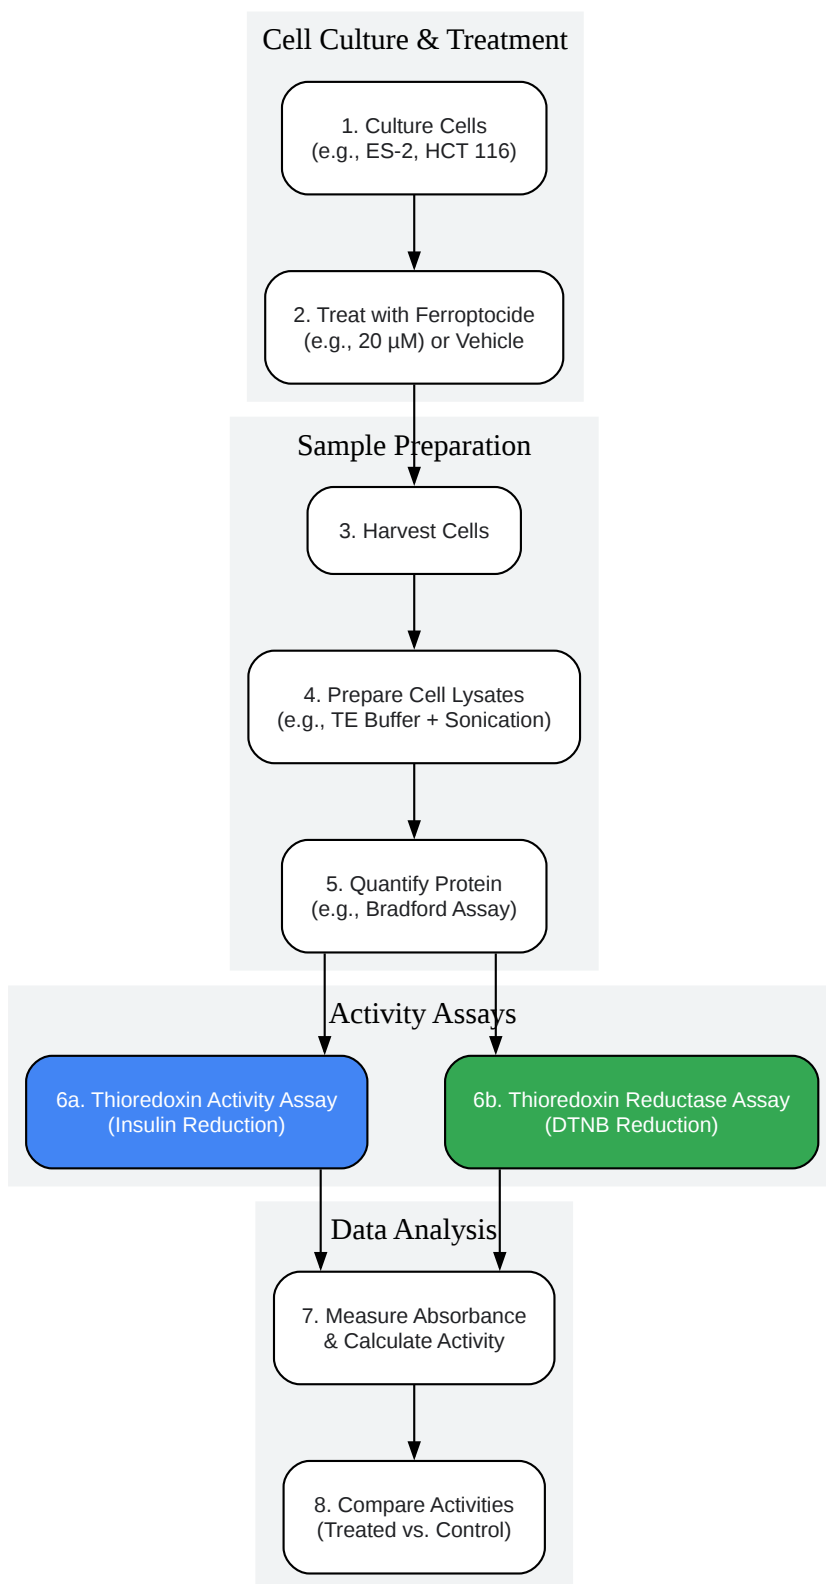 Cell Culture & Treatment
1. Culture Cells
(e.g., ES-2, HCT 116)
2. Treat with Ferroptocide
(e.g., 20 µM) or Vehicle
Sample Preparation
3. Harvest Cells
4. Prepare Cell Lysates
(e.g., TE Buffer + Sonication)
5. Quantify Protein
(e.g., Bradford Assay)
Activity Assays
6a. Thioredoxin Activity Assay
(Insulin Reduction)
6b. Thioredoxin Reductase Assay
(DTNB Reduction)
Data Analysis
7. Measure Absorbance
& Calculate Activity
8. Compare Activities
(Treated vs. Control)